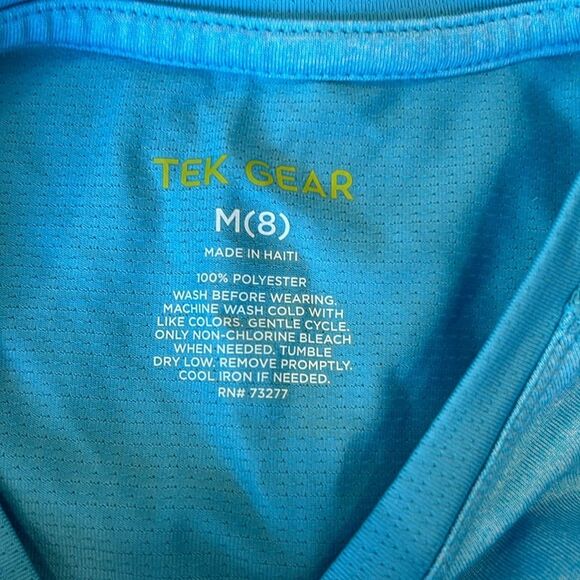 TEK GEAR
M(8)
MADE IN HAITI
100% POLYESTER
WASH BEFORE WEARING.
MACHINE WASH COLD WITH
LIKE COLORS. GENTLE CYCLE.
ONLY NON-CHLORINE BLEACH
WHEN NEEDED. TUMBLE
DRY LOW. REMOVE PROMPTLY.
COOL IRON IF NEEDED.
RN# 73277